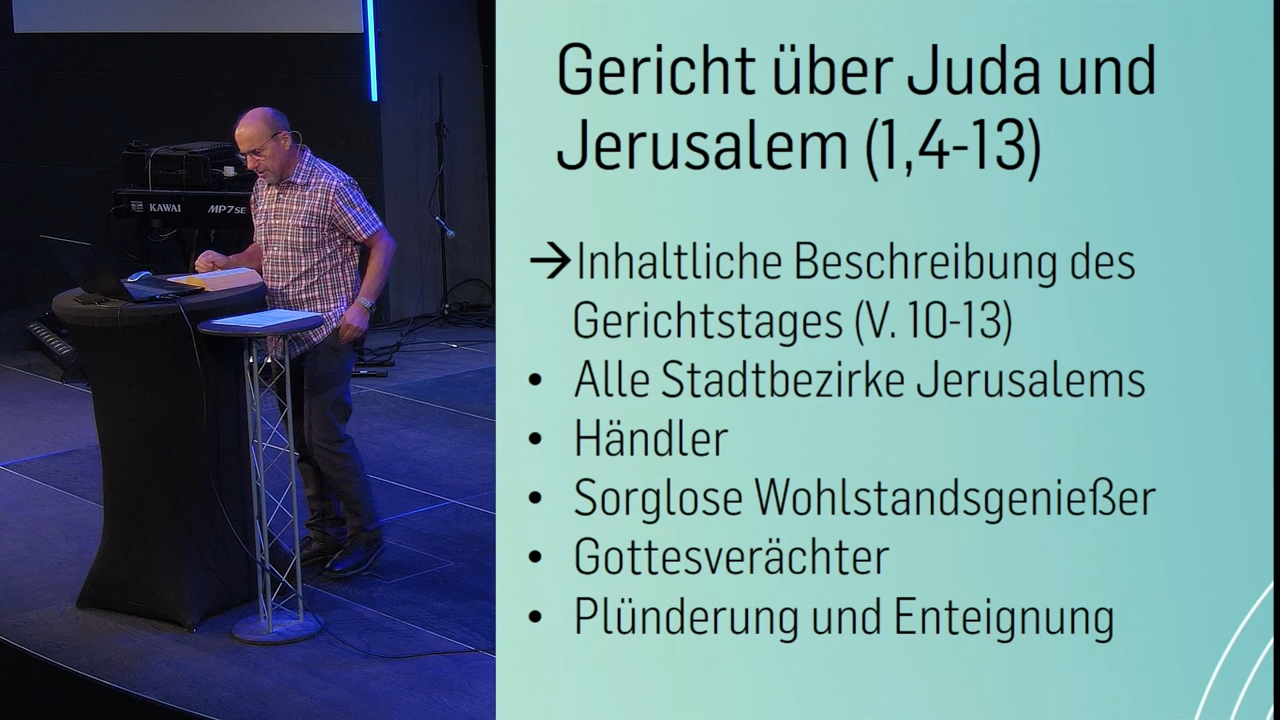 Gericht über Juda und
Jerusalem (1,4-13)
→Inhaltliche Beschreibung des
Gerichtstages (V. 10-13)
• Alle Stadtbezirke Jerusalems
• Händler
• Sorglose Wohlstandsgenießer
• Gottesverächter
• Plünderung und Enteignung
KAWAI MP7SE